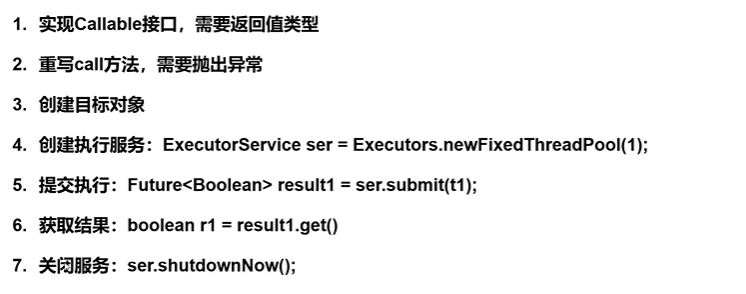 1. 实现Callable接口，需要返回值类型
2. 重写call方法，需要抛出异常
3. 创建目标对象
4. 创建执行服务：ExecutorService ser = Executors.newFixedThreadPool(1);
5. 提交执行：Future<Boolean> result1 = ser.submit(t1);
6. 获取结果：boolean r1 = result1.get()
7. 关闭服务：ser.shutdownNow();